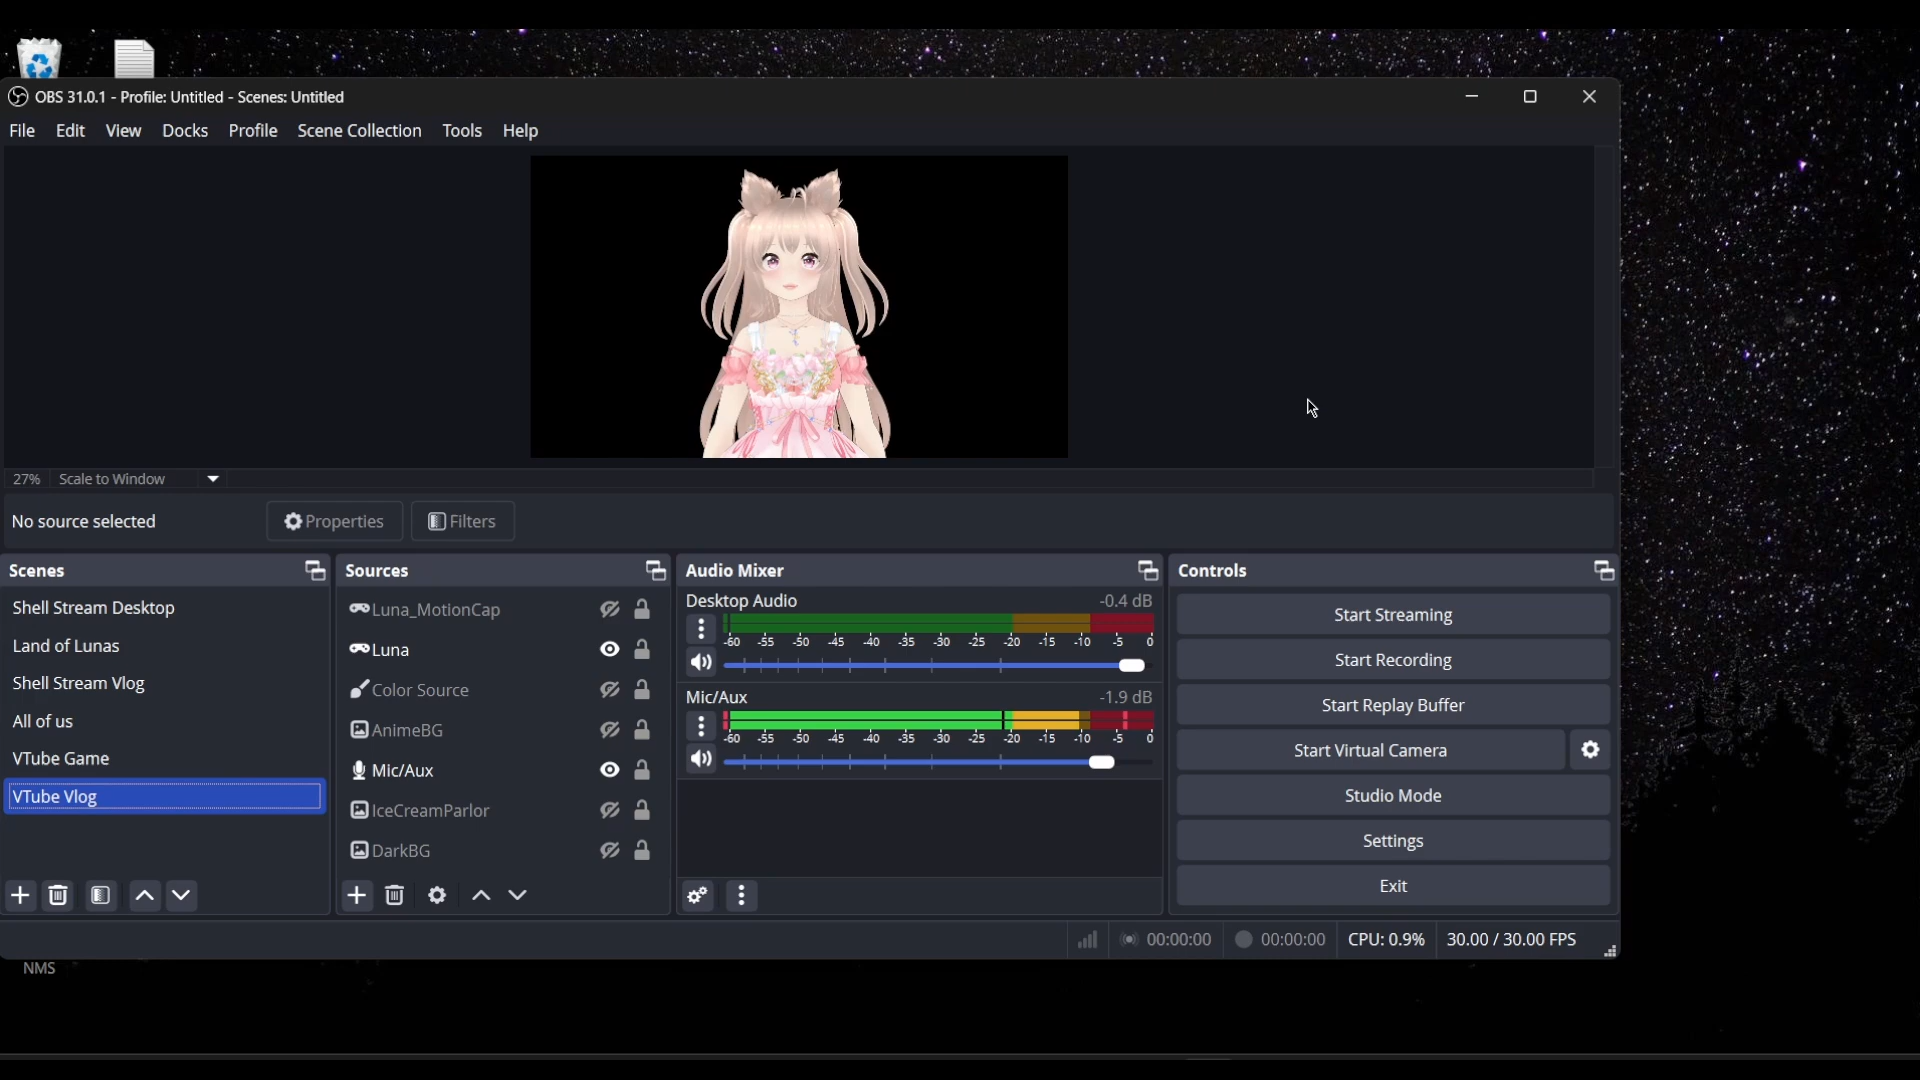 OBS 31.0.1 - Profile: Untitled - Scenes: Untitled
File Edit View Docks Profile Scene Collection Tools Help
27% Scale to Window
No source selected Properties Filters
Scenes
Shell Stream Desktop
Land of Lunas
Shell Stream Vlog
All of us
VTube Game
VTube Vlog
Sources
Luna_MotionCap
Luna
Color Source
AnimeBG
Mic/Aux
IceCreamParlor
DarkBG
Audio Mixer
Desktop Audio -0.4 dB
-60 -55 -50 -45 -40 -35 -30 -25 -20 -15 -10 -5 0
Mic/Aux -1.9 dB
-60 -55 -50 -45 -40 -35 -30 -25 -20 -15 -10 -5 0
Controls
Start Streaming
Start Recording
Start Replay Buffer
Start Virtual Camera
Studio Mode
Settings
Exit
00:00:00 00:00:00 CPU: 0.9% 30.00 / 30.00 FPS
NMS